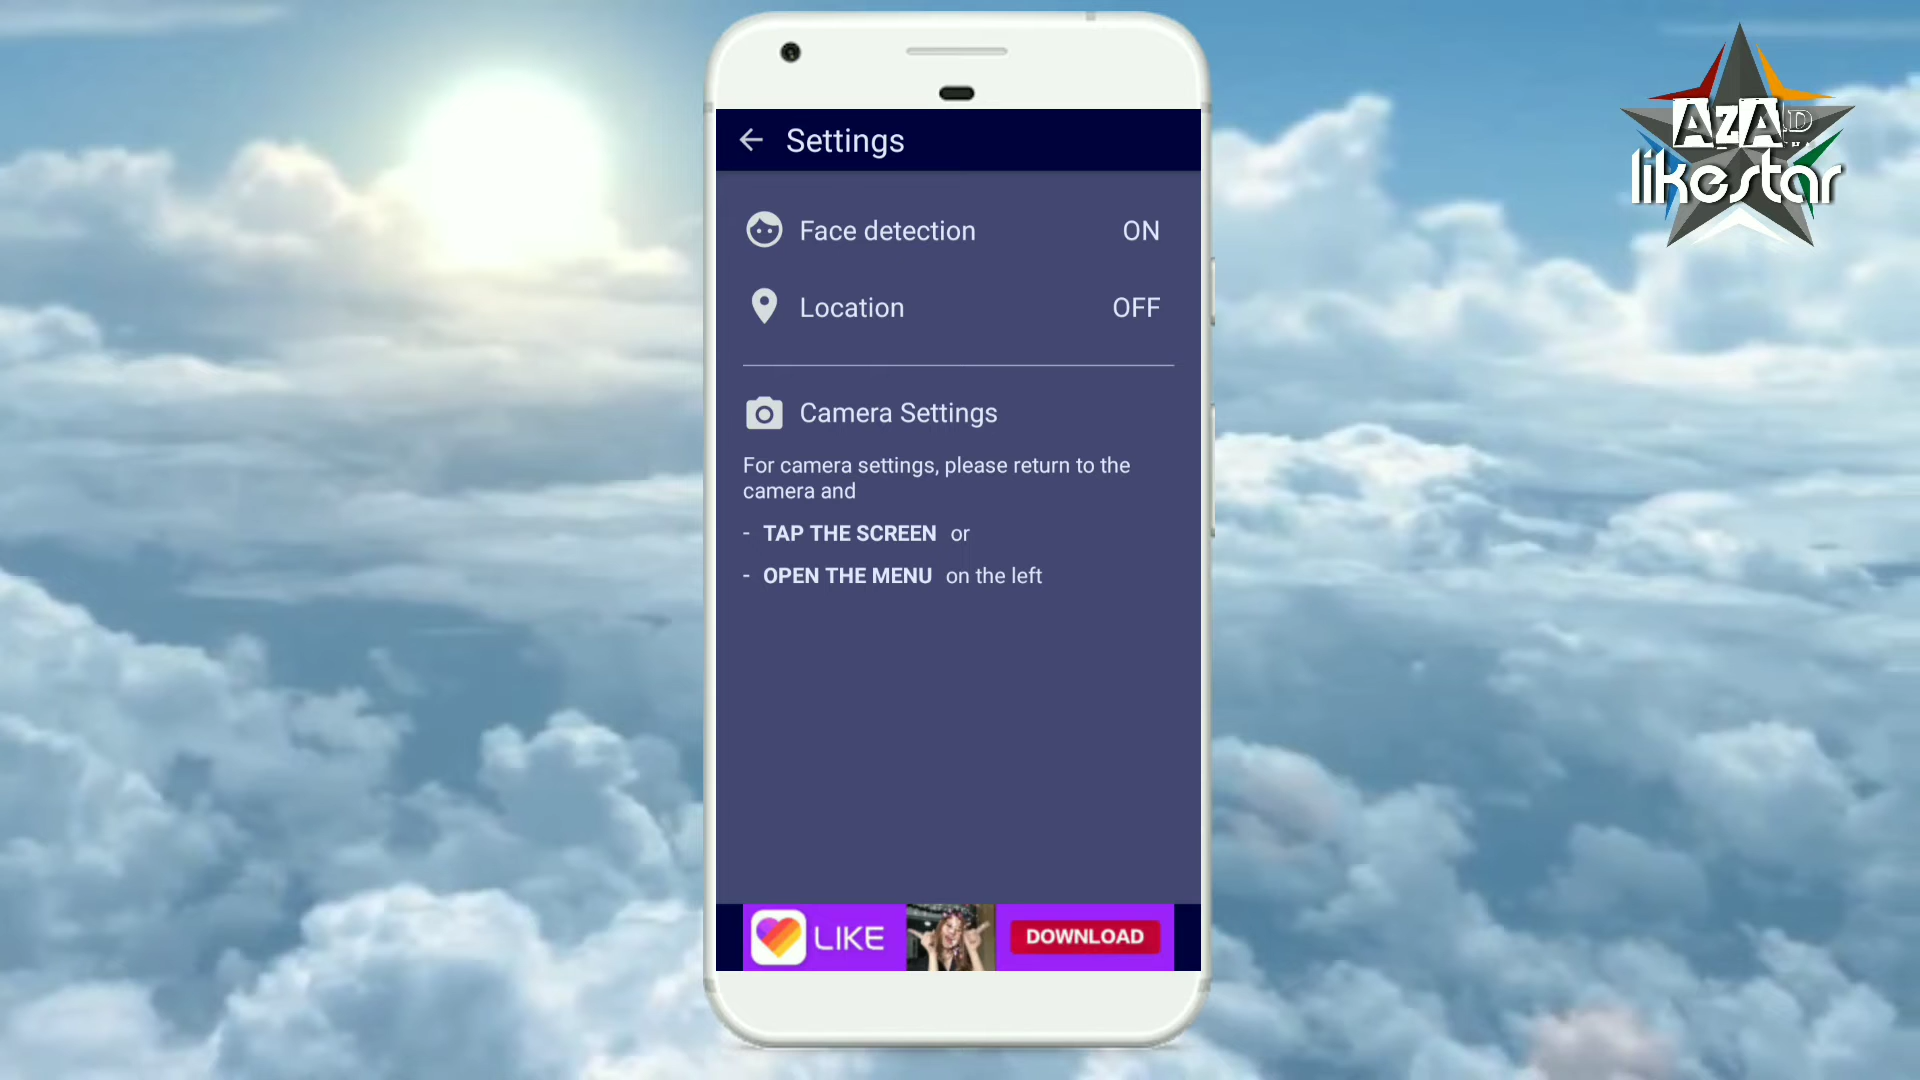 Settings
Face detection ON
Location OFF
Camera Settings
For camera settings, please return to the
camera and
- TAP THE SCREEN or
- OPEN THE MENU on the left
LIKE DOWNLOAD
AzAD
likestar